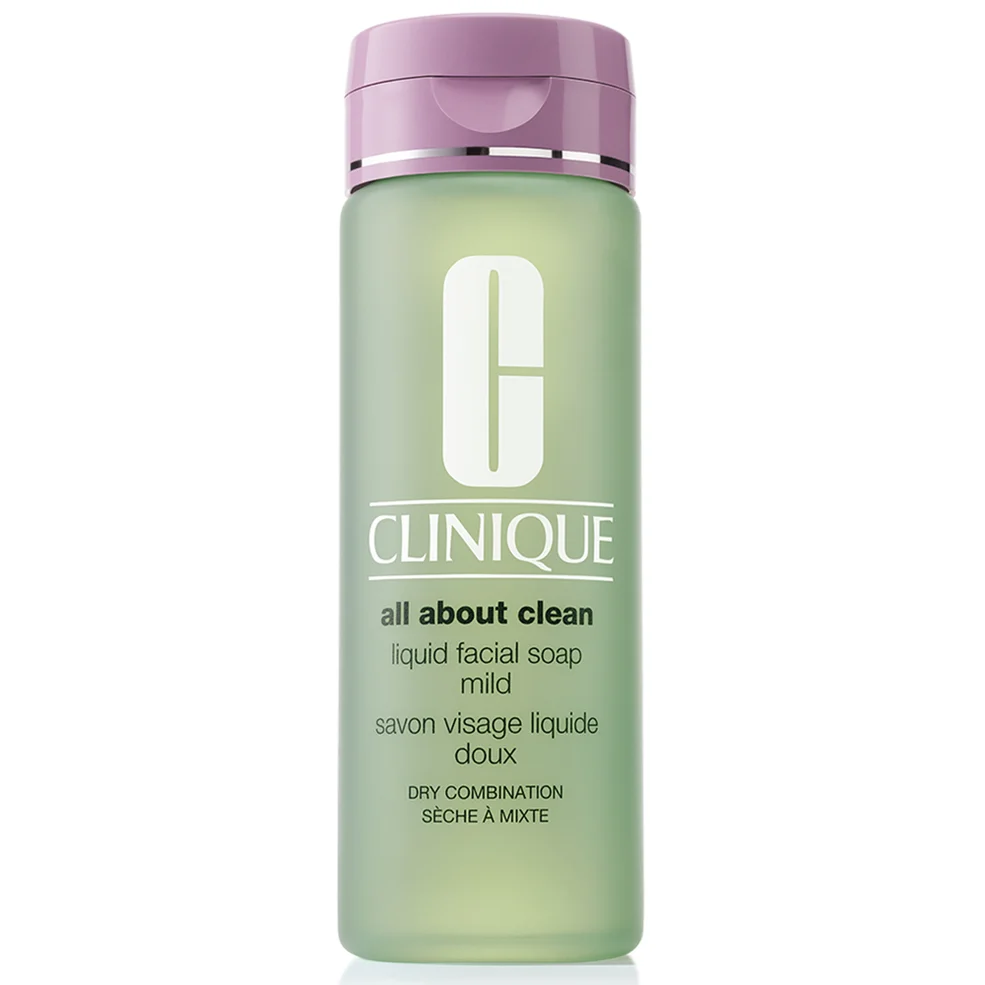 C
CLINIQUE
all about clean
liquid facial soap
mild
savon visage liquide
doux
DRY COMBINATION
SÈCHE À MIXTE